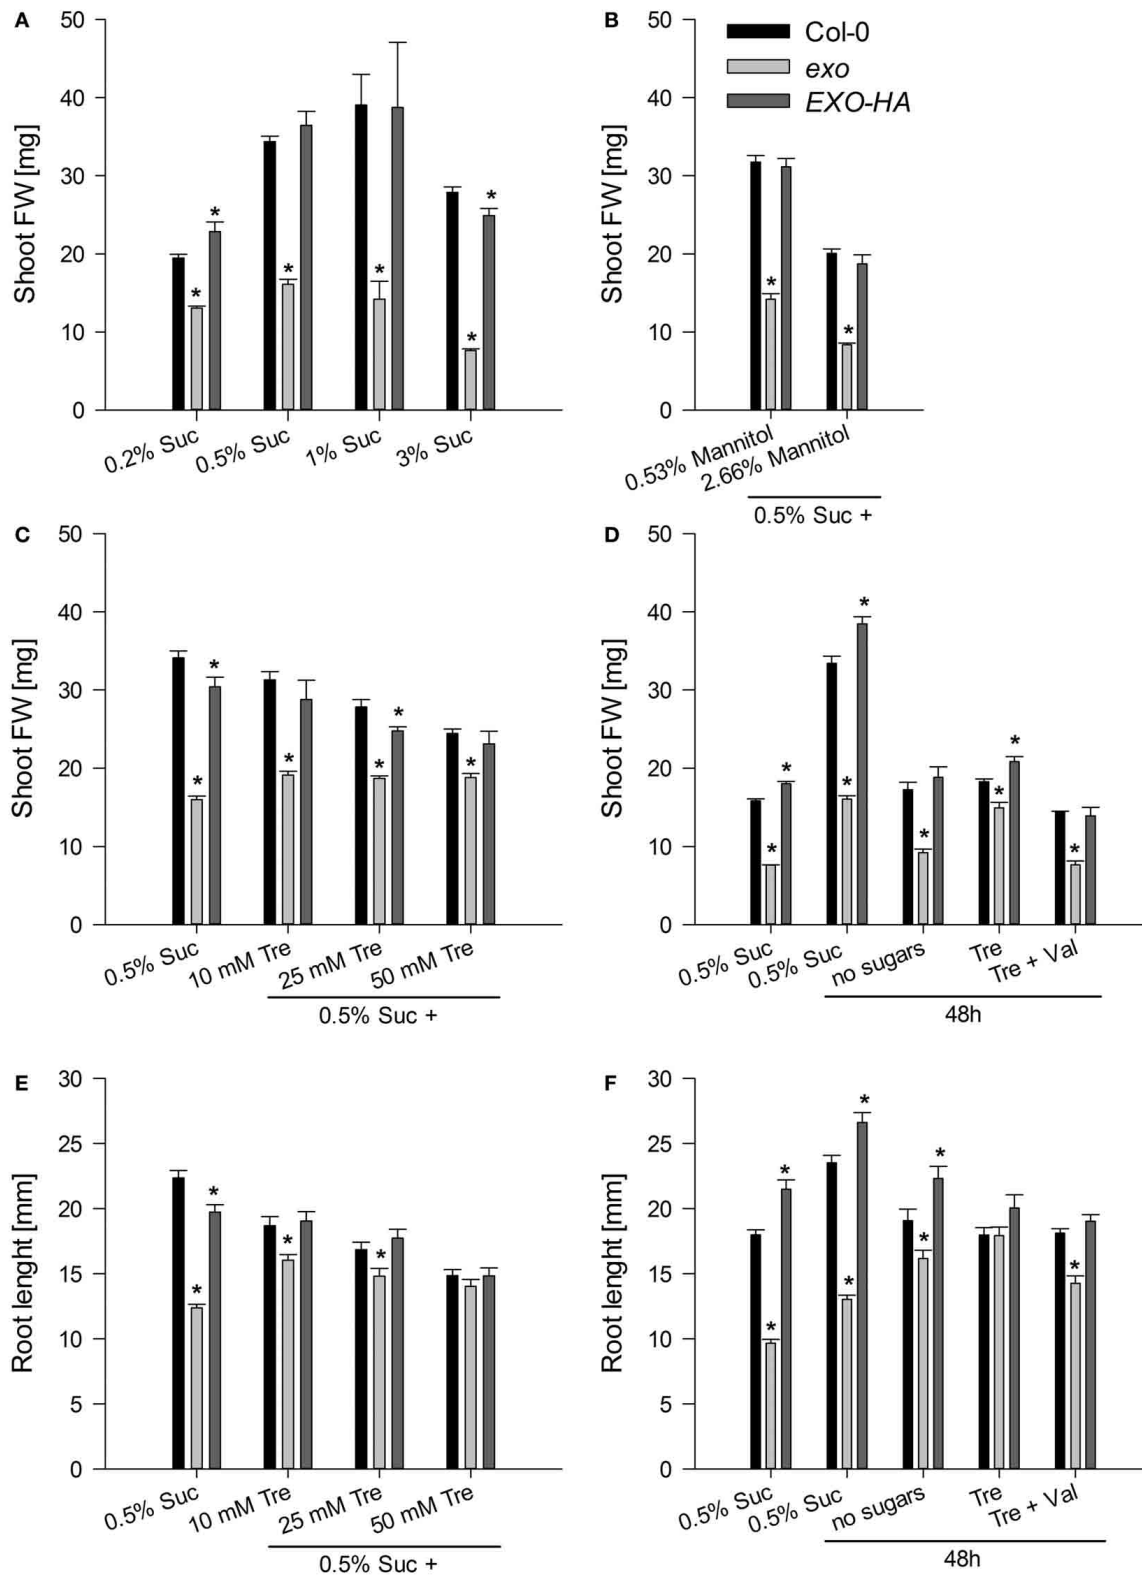 A
Shoot FW [mg]
50
40
30
20
10
0
0.2% Suc
0.5% Suc
1% Suc
3% Suc
* * * * * *
B
Shoot FW [mg]
50
40
30
20
10
0
Col-0
exo
EXO-HA
* *
0.53% Mannitol
2.66% Mannitol
0.5% Suc +
C
Shoot FW [mg]
50
40
30
20
10
0
* * * * * *
0.5% Suc
10 mM Tre
25 mM Tre
50 mM Tre
0.5% Suc +
D
Shoot FW [mg]
50
40
30
20
10
0
* * * * * * * *
0.5% Suc
0.5% Suc
no sugars
Tre
Tre + Val
48h
E
Root lenght [mm]
30
25
20
15
10
5
0
* * * *
0.5% Suc
10 mM Tre
25 mM Tre
50 mM Tre
0.5% Suc +
F
Root lenght [mm]
30
25
20
15
10
5
0
* * * * * * *
0.5% Suc
0.5% Suc
no sugars
Tre
Tre + Val
48h